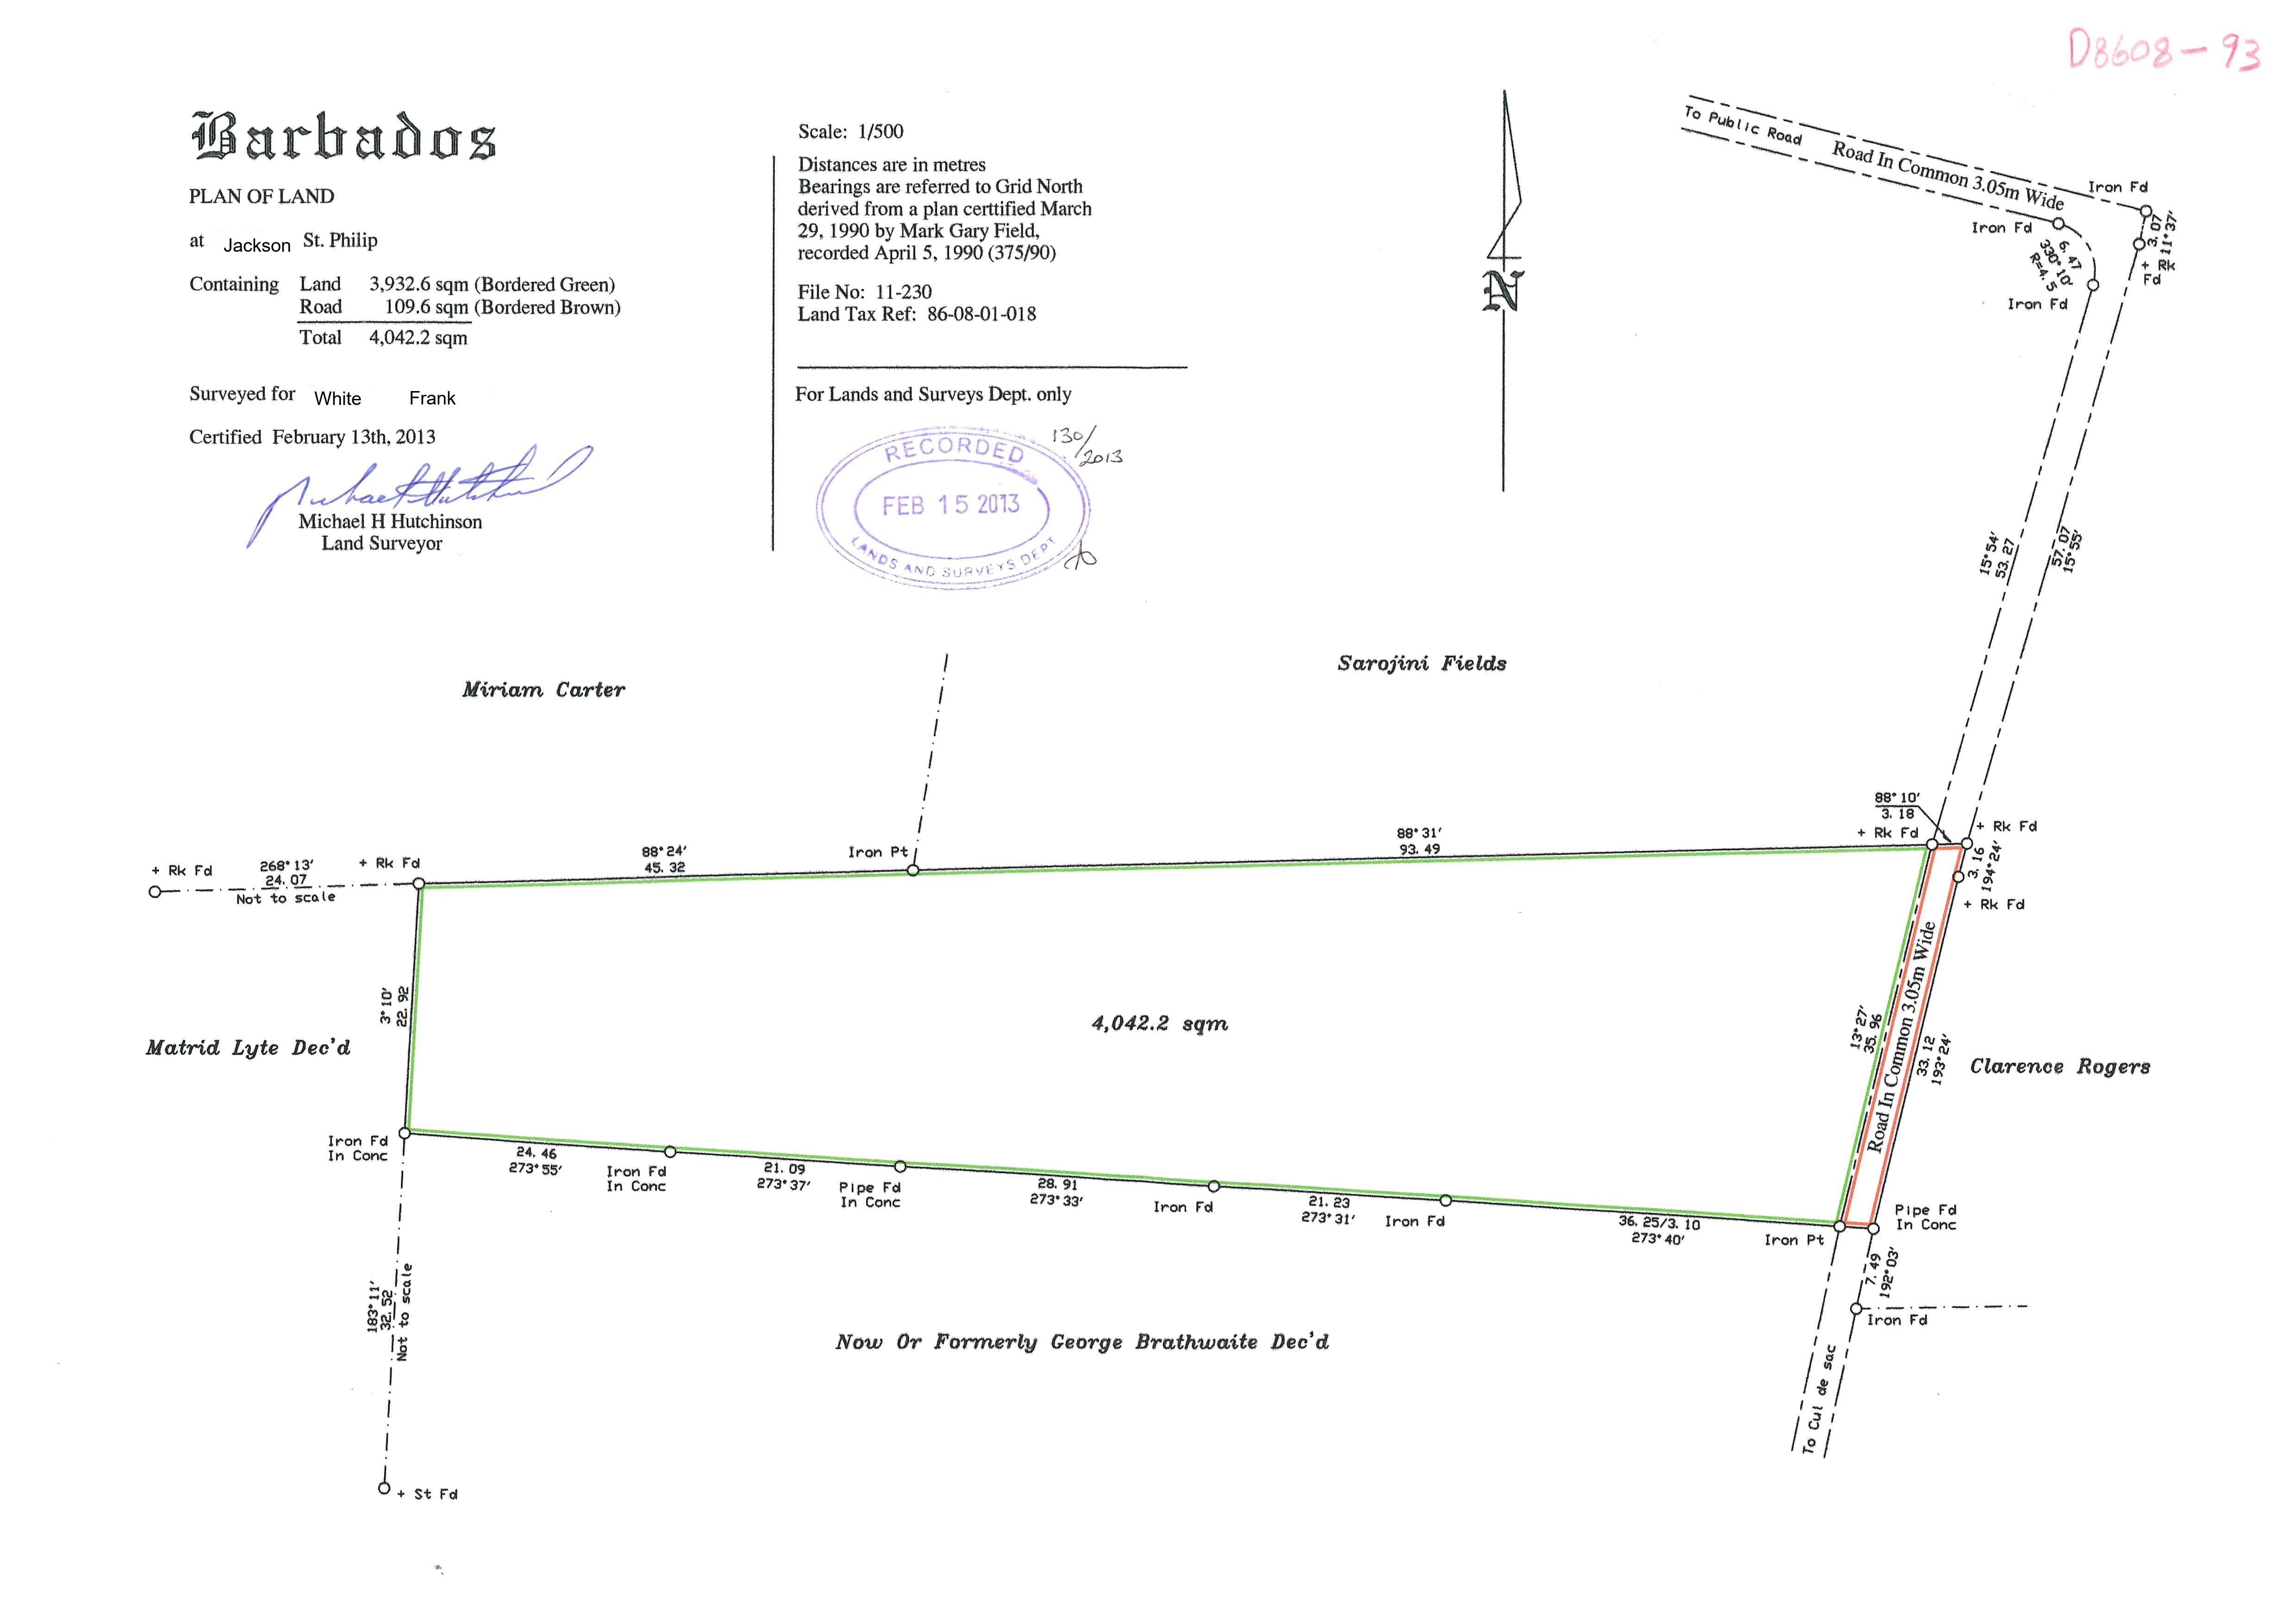 D8608-93
Barbados
PLAN OF LAND
at Jackson St. Philip
Containing Land 3,932.6 sqm (Bordered Green)
Road 109.6 sqm (Bordered Brown)
Total 4,042.2 sqm
Surveyed for White Frank
Certified February 13th, 2013
Michael H Hutchinson
Land Surveyor
Scale: 1/500
Distances are in metres
Bearings are referred to Grid North
derived from a plan certtified March
29, 1990 by Mark Gary Field,
recorded April 5, 1990 (375/90)
File No: 11-230
Land Tax Ref: 86-08-01-018
For Lands and Surveys Dept. only
130/2013
RECORDED
FEB 15 2013
LANDS AND SURVEYS DEPT
N
To Public Road
Road In Common 3.05m Wide
Iron Fd
3.07
11°37'
+ Rk
Fd
Iron Fd
6.47
330°10'
R=4.5
Iron Fd
15°54'
53.27
57.07
15°55'
Miriam Carter
Sarojini Fields
88°10'
3.18
+ Rk Fd
+ Rk Fd
3.16
194°24'
+ Rk Fd
+ Rk Fd
268°13'
24.07
Not to scale
+ Rk Fd
88°24'
45.32
Iron Pt
88°31'
93.49
3°10'
22.92
Matrid Lyte Dec'd
4,042.2 sqm
13°27'
35.96
Road In Common 3.05m Wide
33.12
193°24'
Clarence Rogers
Iron Fd
In Conc
24.46
273°55'
Iron Fd
In Conc
21.09
273°37'
Pipe Fd
In Conc
28.91
273°33'
Iron Fd
21.23
273°31'
Iron Fd
36.25/3.10
273°40'
Iron Pt
Pipe Fd
In Conc
7.49
192°03'
Iron Fd
To Cul de sac
183°11'
32.52
Not to scale
Now Or Formerly George Brathwaite Dec'd
+ St Fd